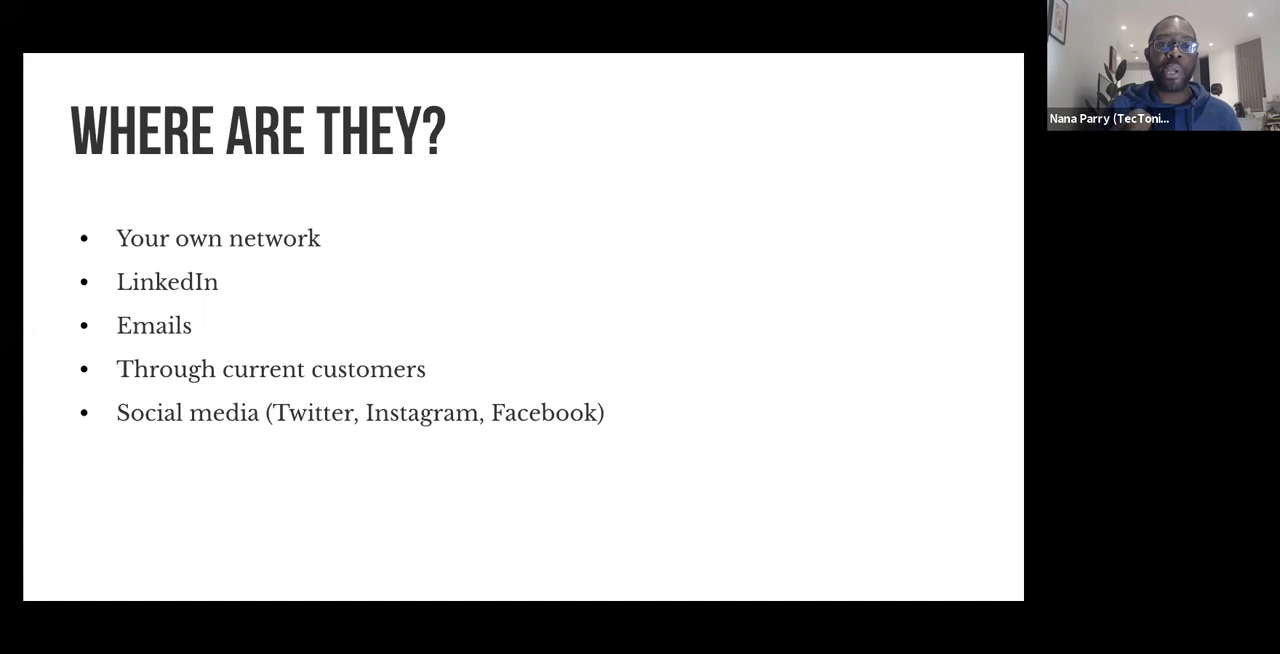 WHERE ARE THEY?
• Your own network
• LinkedIn
• Emails
• Through current customers
• Social media (Twitter, Instagram, Facebook)
Nana Parry (TecToni...